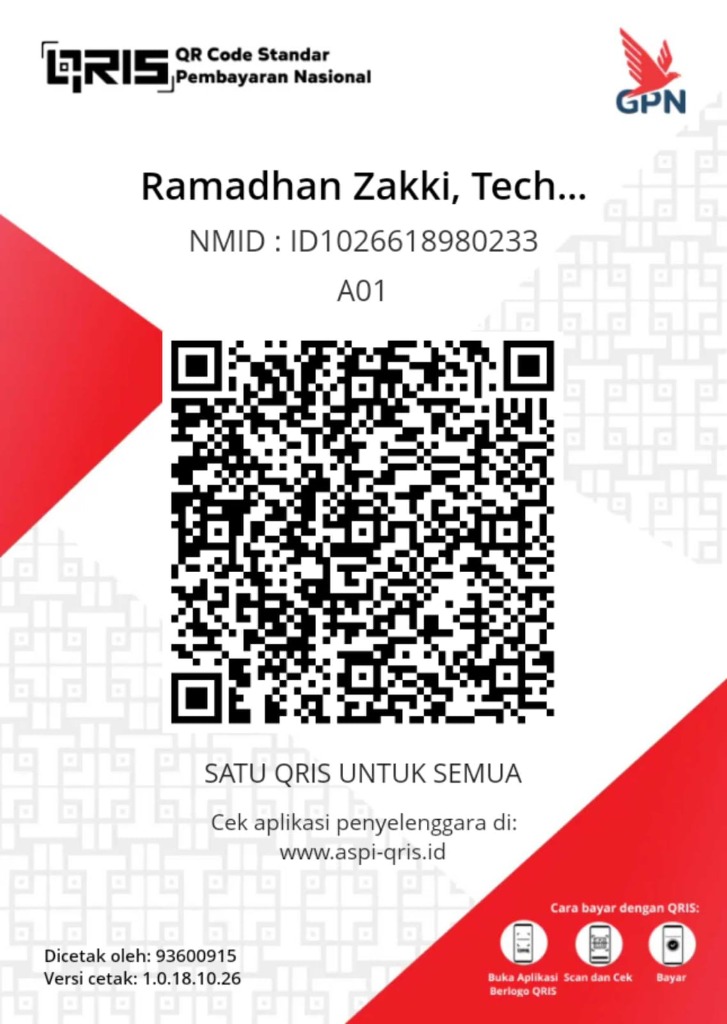 QRIS
QR Code Standar
Pembayaran Nasional
GPN
Ramadhan Zakki, Tech...
NMID : ID1026618980233
A01
SATU QRIS UNTUK SEMUA
Cek aplikasi penyelenggara di:
www.aspi-qris.id
Cara bayar dengan QRIS:
Buka Aplikasi
Berlogo QRIS
Scan dan Cek
Bayar
Dicetak oleh: 93600915
Versi cetak: 1.0.18.10.26